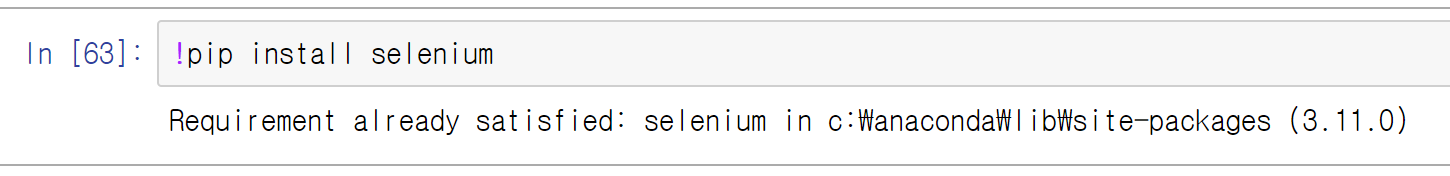 In [63]: !pip install selenium
Requirement already satisfied: selenium in c:₩anaconda₩lib₩site-packages (3.11.0)